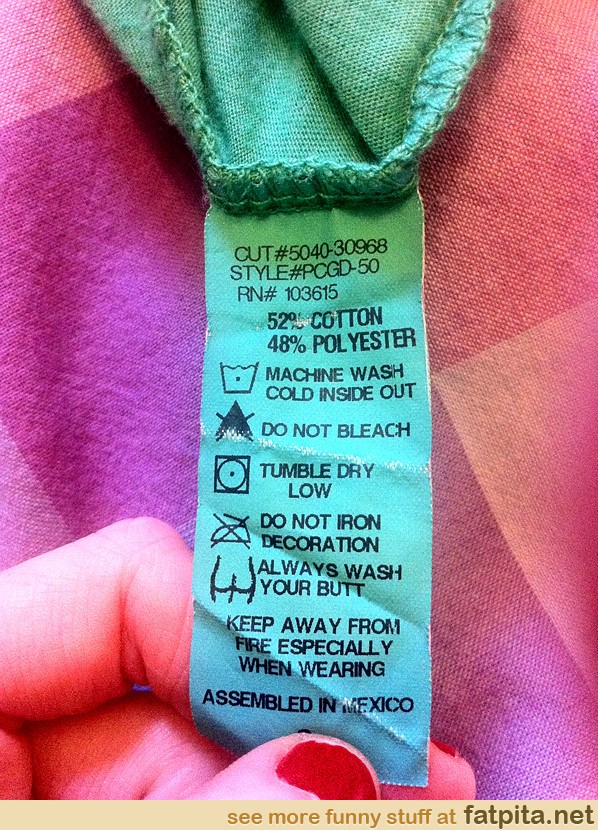 CUT#5040-30968
STYLE#PCGD-50
RN# 103615
52% COTTON
48% POLYESTER
MACHINE WASH
COLD INSIDE OUT
DO NOT BLEACH
TUMBLE DRY
LOW
DO NOT IRON
DECORATION
ALWAYS WASH
YOUR BUTT
KEEP AWAY FROM
FIRE ESPECIALLY
WHEN WEARING
ASSEMBLED IN MEXICO
see more funny stuff at fatpita.net